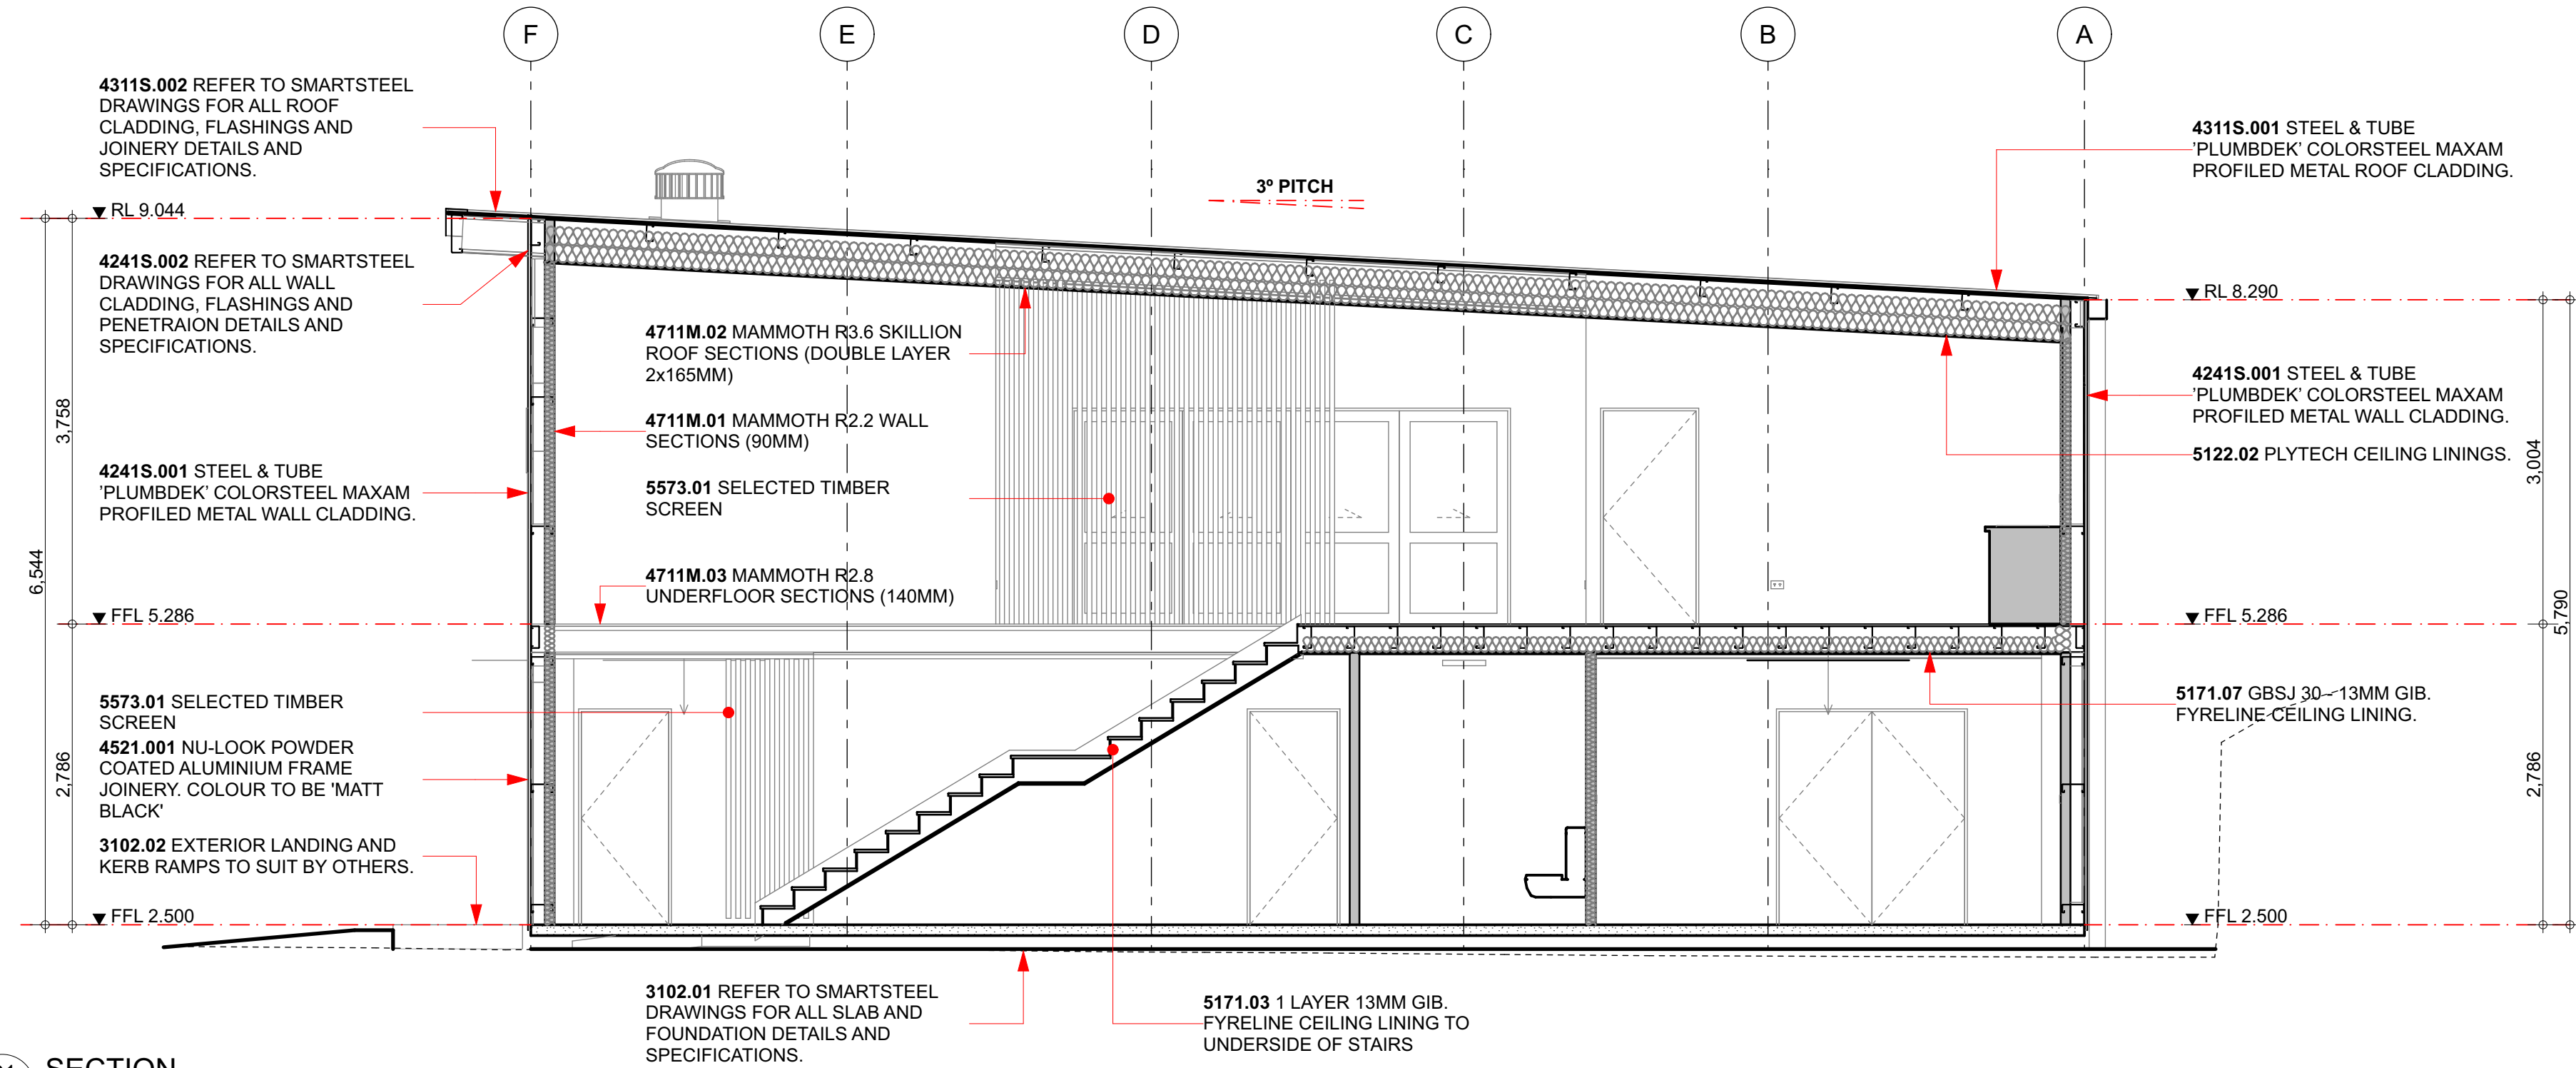 F E D C B A
4311S.002 REFER TO SMARTSTEEL
DRAWINGS FOR ALL ROOF
CLADDING, FLASHINGS AND
JOINERY DETAILS AND
SPECIFICATIONS.
RL 9.044
4241S.002 REFER TO SMARTSTEEL
DRAWINGS FOR ALL WALL
CLADDING, FLASHINGS AND
PENETRAION DETAILS AND
SPECIFICATIONS.
3,758
4241S.001 STEEL & TUBE
'PLUMBDEK' COLORSTEEL MAXAM
PROFILED METAL WALL CLADDING.
6,544
FFL 5.286
5573.01 SELECTED TIMBER
SCREEN
4521.001 NU-LOOK POWDER
COATED ALUMINIUM FRAME
JOINERY. COLOUR TO BE 'MATT
BLACK'
2,786
3102.02 EXTERIOR LANDING AND
KERB RAMPS TO SUIT BY OTHERS.
FFL 2.500
3º PITCH
4711M.02 MAMMOTH R3.6 SKILLION
ROOF SECTIONS (DOUBLE LAYER
2x165MM)
4711M.01 MAMMOTH R2.2 WALL
SECTIONS (90MM)
5573.01 SELECTED TIMBER
SCREEN
4711M.03 MAMMOTH R2.8
UNDERFLOOR SECTIONS (140MM)
3102.01 REFER TO SMARTSTEEL
DRAWINGS FOR ALL SLAB AND
FOUNDATION DETAILS AND
SPECIFICATIONS.
5171.03 1 LAYER 13MM GIB.
FYRELINE CEILING LINING TO
UNDERSIDE OF STAIRS
4311S.001 STEEL & TUBE
'PLUMBDEK' COLORSTEEL MAXAM
PROFILED METAL ROOF CLADDING.
RL 8.290
4241S.001 STEEL & TUBE
'PLUMBDEK' COLORSTEEL MAXAM
PROFILED METAL WALL CLADDING.
5122.02 PLYTECH CEILING LININGS.
3,004
FFL 5.286
5,790
5171.07 GBSJ 30 - 13MM GIB.
FYRELINE CEILING LINING.
2,786
FFL 2.500
SECTION